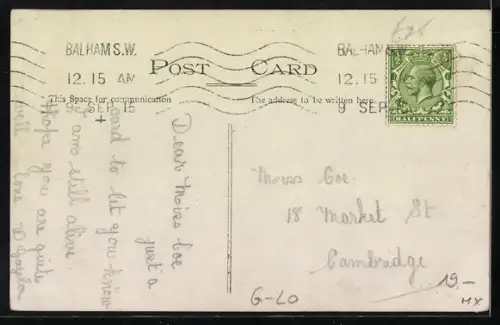 BALHAM S.W.
12.15 AM
9 SEP 15
BALHAM
12.15
9 SEP
POST CARD
This Space for communication
The address to be written here
HALFPENNY
Dear Moiss Coe
just a
card to let you know
I am still alive
+ hope you are quite
well love
Moiss Coe.
18 Market St
Cambridge
19-
HX
G-LO